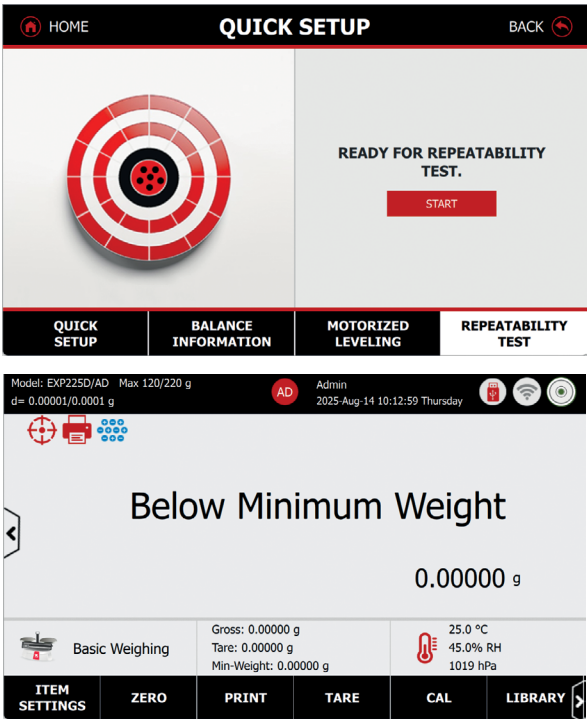 HOME
QUICK SETUP
BACK
READY FOR REPEATABILITY
TEST.
START
QUICK
SETUP
BALANCE
INFORMATION
MOTORIZED
LEVELING
REPEATABILITY
TEST
Model: EXP225D/AD Max 120/220 g
d= 0.00001/0.0001 g
AD
Admin
2025-Aug-14 10:12:59 Thursday
Below Minimum Weight
0.00000 g
Basic Weighing
Gross: 0.00000 g
Tare: 0.00000 g
Min-Weight: 0.00000 g
25.0 °C
45.0% RH
1019 hPa
ITEM
SETTINGS
ZERO
PRINT
TARE
CAL
LIBRARY